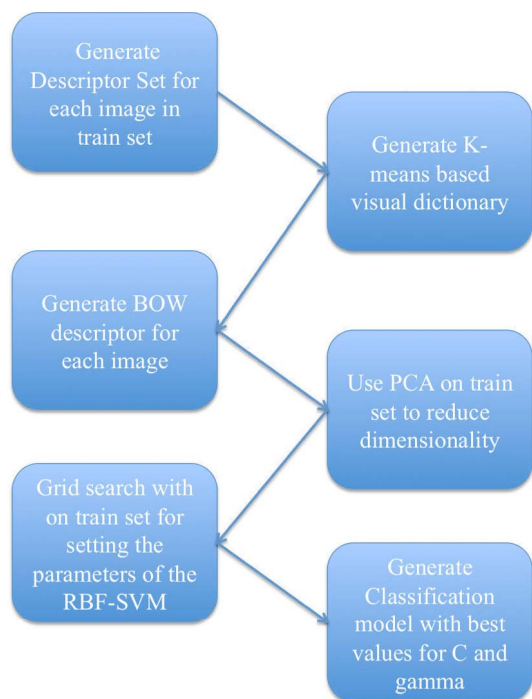 Generate
Descriptor Set for
each image in
train set
Generate K-
means based
visual dictionary
Generate BOW
descriptor for
each image
Use PCA on train
set to reduce
dimensionality
Grid search with
on train set for
setting the
parameters of the
RBF-SVM
Generate
Classification
model with best
values for C and
gamma